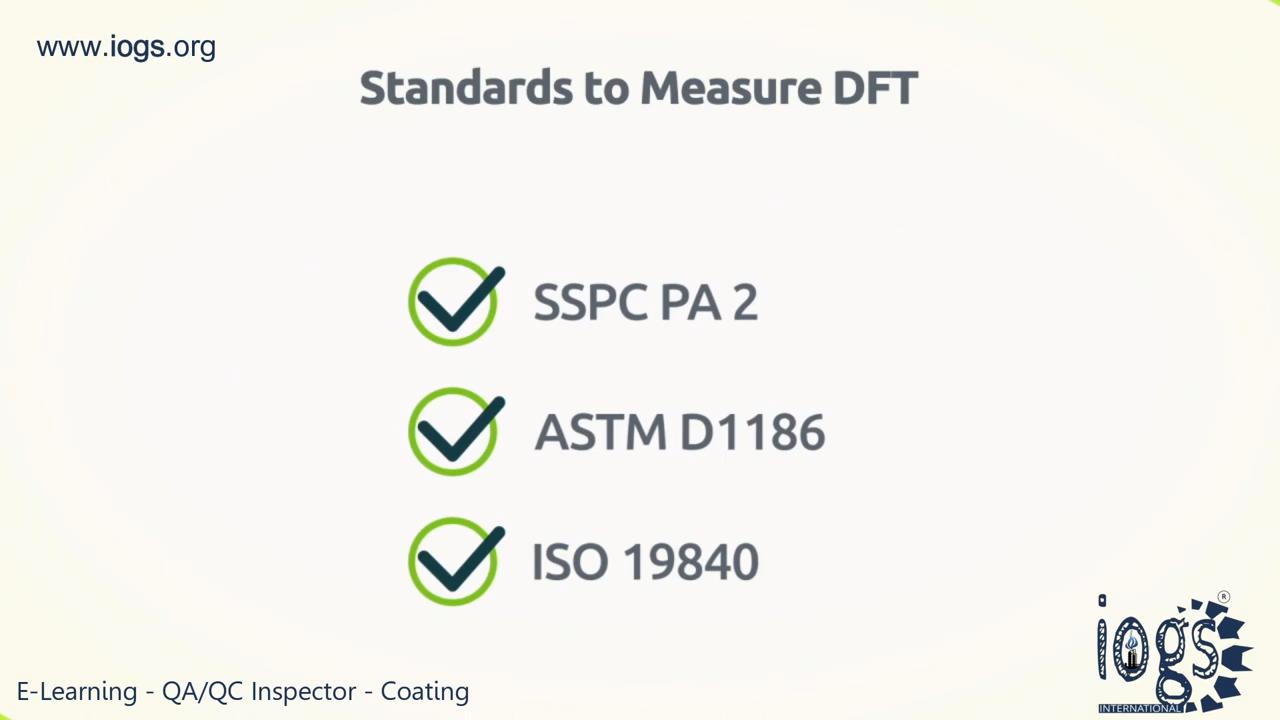 www.iogs.org
Standards to Measure DFT
SSPC PA 2
ASTM D1186
ISO 19840
iogs ®
INTERNATIONAL
E-Learning - QA/QC Inspector - Coating